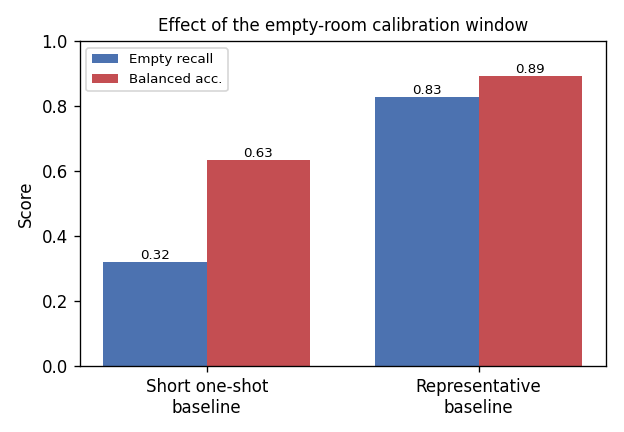 Effect of the empty-room calibration window
Empty recall
Balanced acc.
Score
1.0
0.8
0.6
0.4
0.2
0.0
0.32
0.63
0.83
0.89
Short one-shot
baseline
Representative
baseline